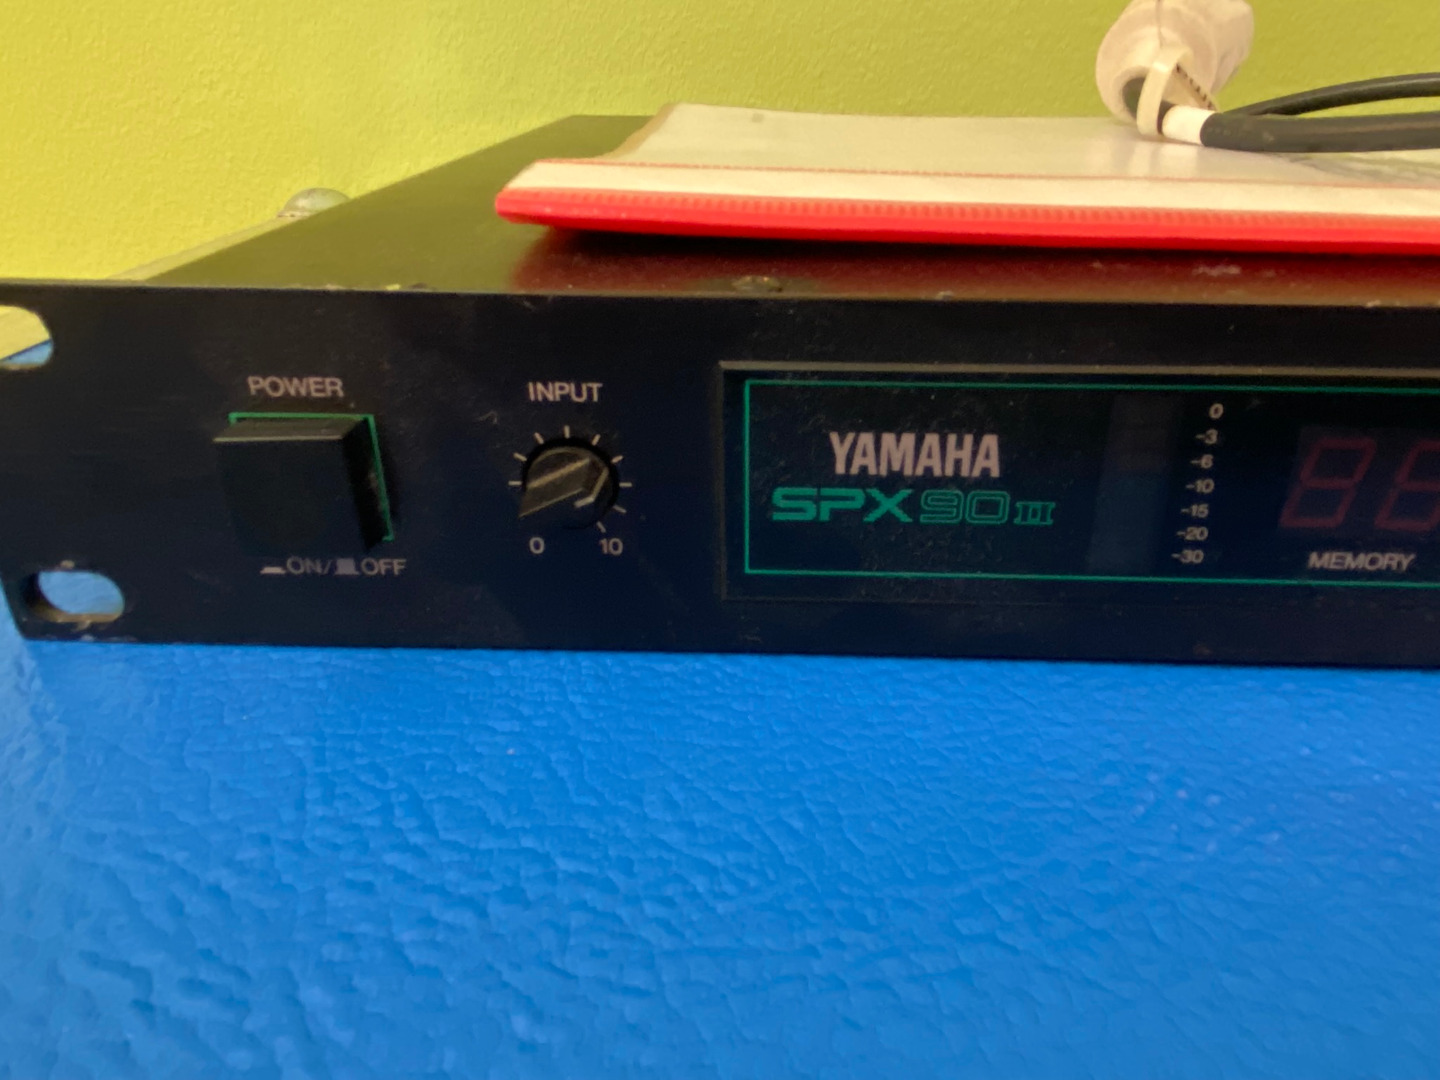 POWER
ON/ OFF
INPUT
0 10
YAMAHA
SPX90II
0
-3
-6
-10
-15
-20
-30
MEMORY